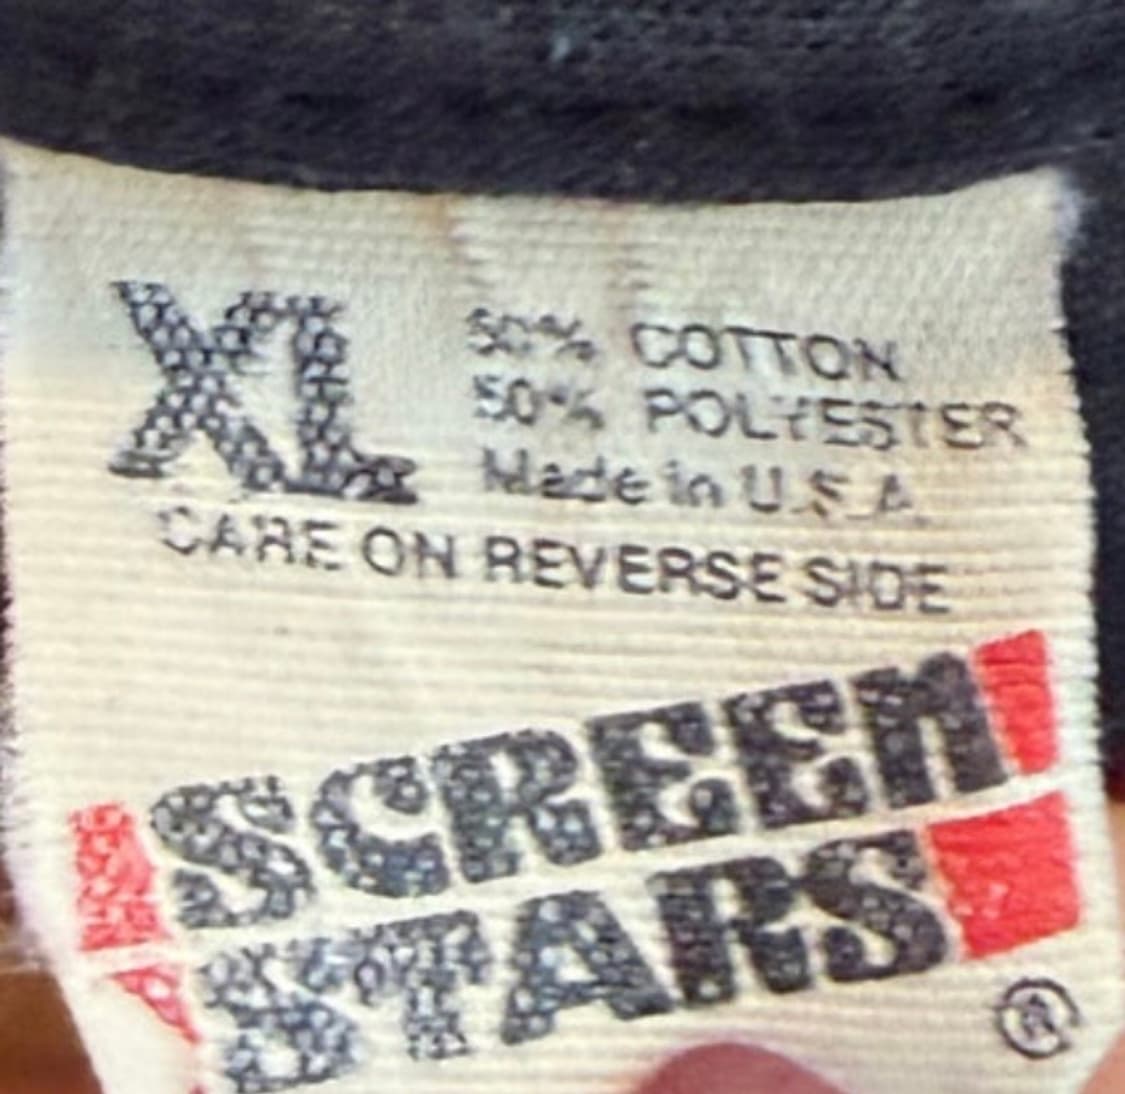 XL
50% COTTON
50% POLYESTER
Made in U.S.A.
CARE ON REVERSE SIDE
SCREEN
STARS
®